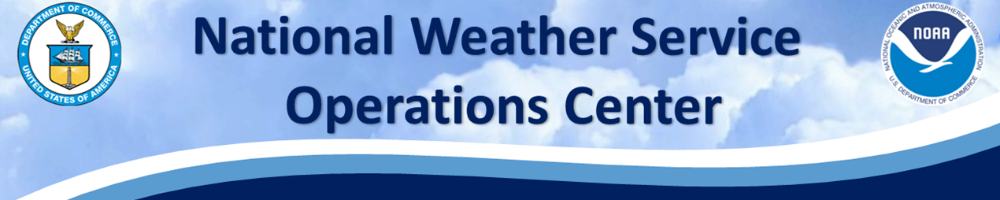 DEPARTMENT OF COMMERCE
UNITED STATES OF AMERICA
National Weather Service
Operations Center
NATIONAL OCEANIC AND ATMOSPHERIC ADMINISTRATION
NOAA
U.S. DEPARTMENT OF COMMERCE